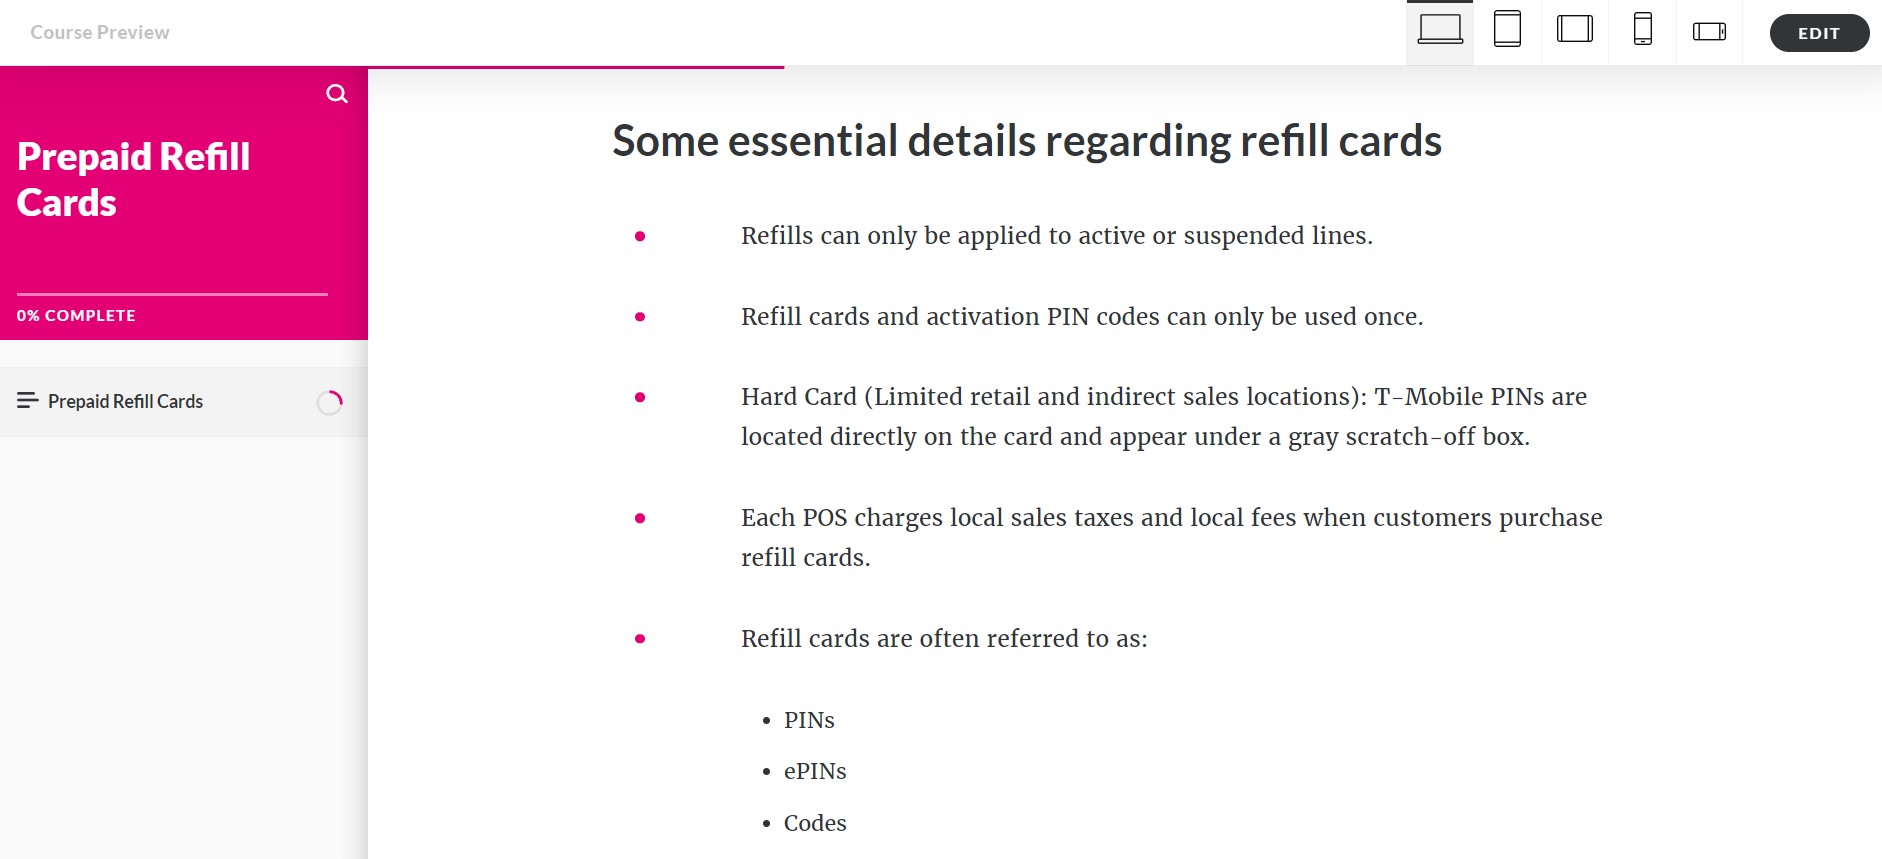 Course Preview
EDIT
Prepaid Refill
Cards
0% COMPLETE
Prepaid Refill Cards
Some essential details regarding refill cards
Refills can only be applied to active or suspended lines.
Refill cards and activation PIN codes can only be used once.
Hard Card (Limited retail and indirect sales locations): T-Mobile PINs are
located directly on the card and appear under a gray scratch-off box.
Each POS charges local sales taxes and local fees when customers purchase
refill cards.
Refill cards are often referred to as:
• PINs
• ePINs
• Codes